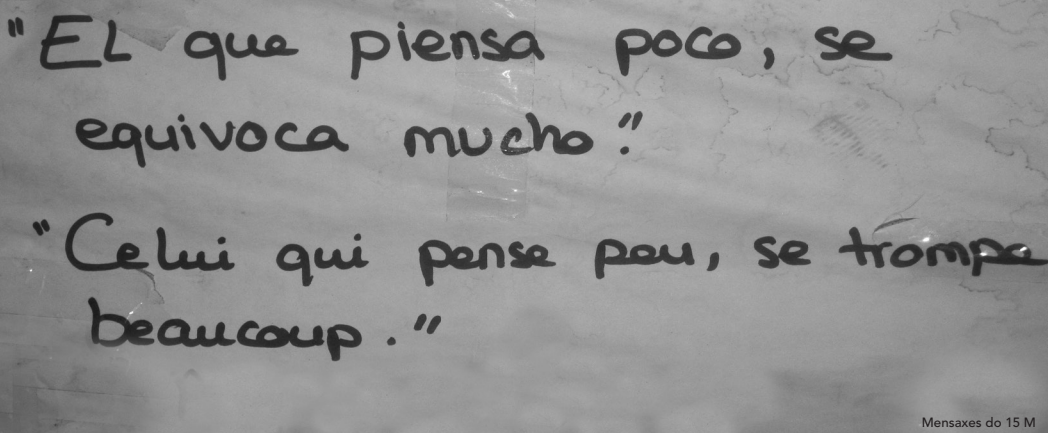 "EL que piensa poco, se
equivoca mucho."
"Celui qui pense peu, se trompe
beaucoup."
Mensaxes do 15 M